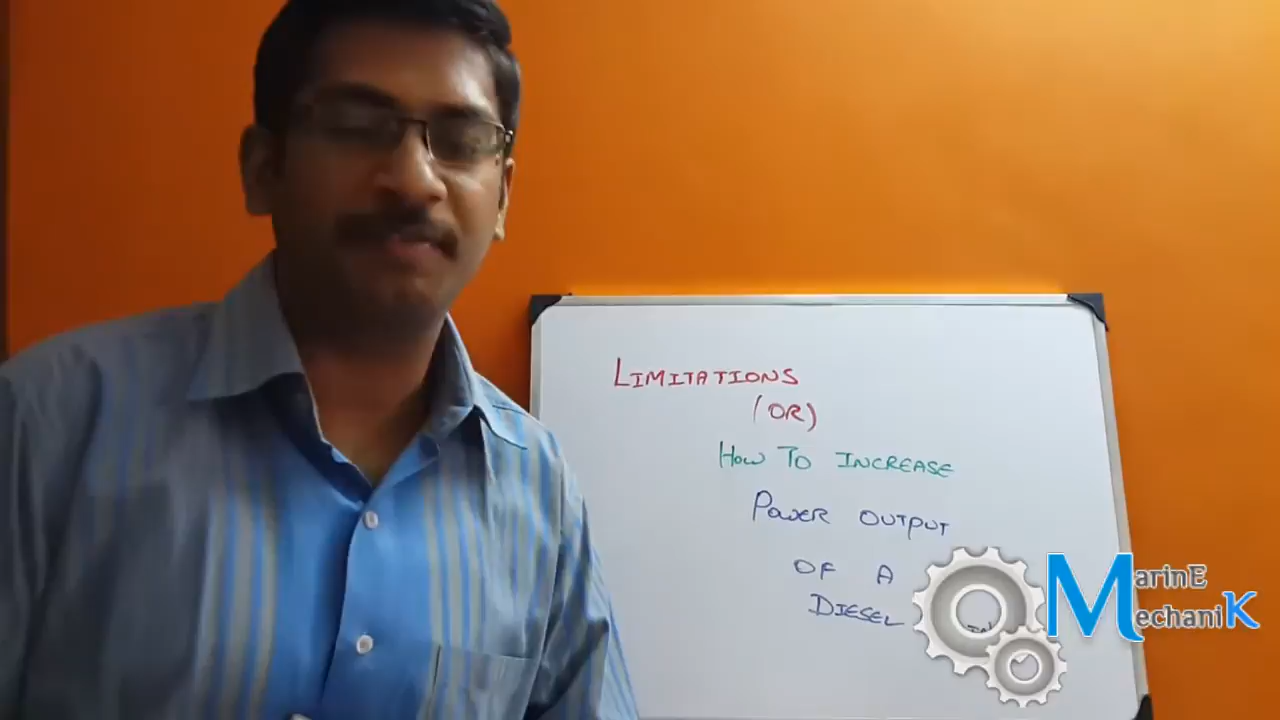 LIMITATIONS
(OR)
HOW TO INCREASE
POWER OUTPUT
OF A
DIESEL
MarinE
MechaniK